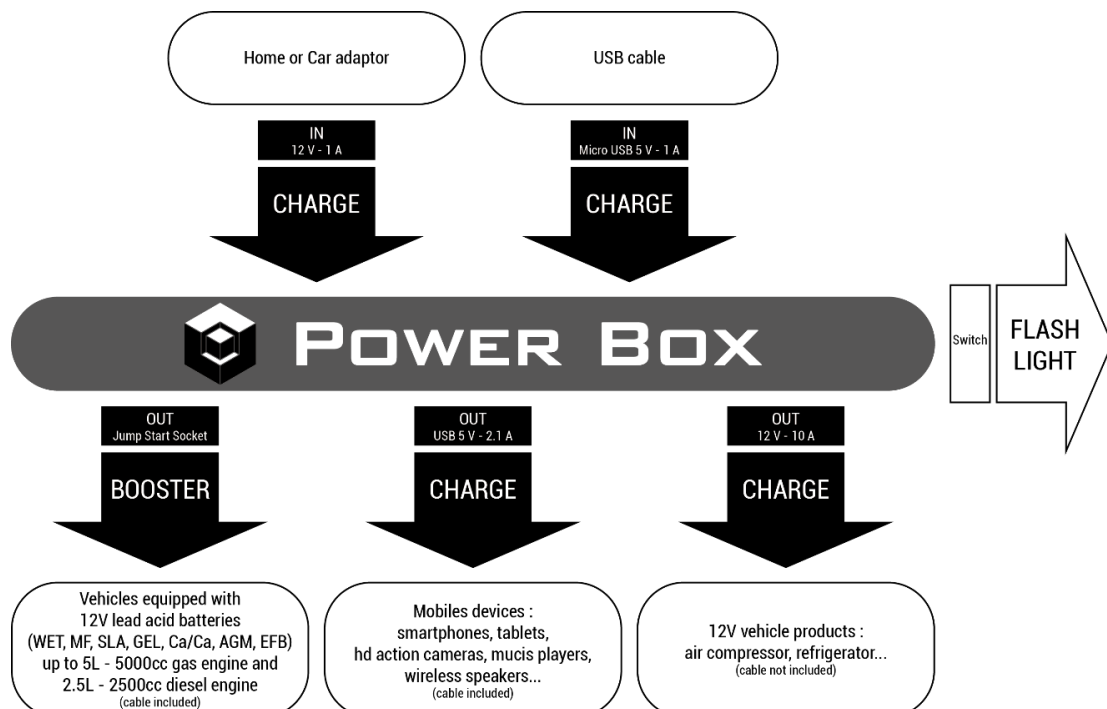 Home or Car adaptor
USB cable
IN
12 V - 1 A
IN
Micro USB 5 V - 1 A
CHARGE
CHARGE
POWER BOX
Switch
FLASH
LIGHT
OUT
Jump Start Socket
OUT
USB 5 V - 2.1 A
OUT
12 V - 10 A
BOOSTER
CHARGE
CHARGE
Vehicles equipped with
12V lead acid batteries
(WET, MF, SLA, GEL, Ca/Ca, AGM, EFB)
up to 5L - 5000cc gas engine and
2.5L - 2500cc diesel engine
(cable included)
Mobiles devices :
smartphones, tablets,
hd action cameras, mucis players,
wireless speakers...
(cable included)
12V vehicle products :
air compressor, refrigerator...
(cable not included)